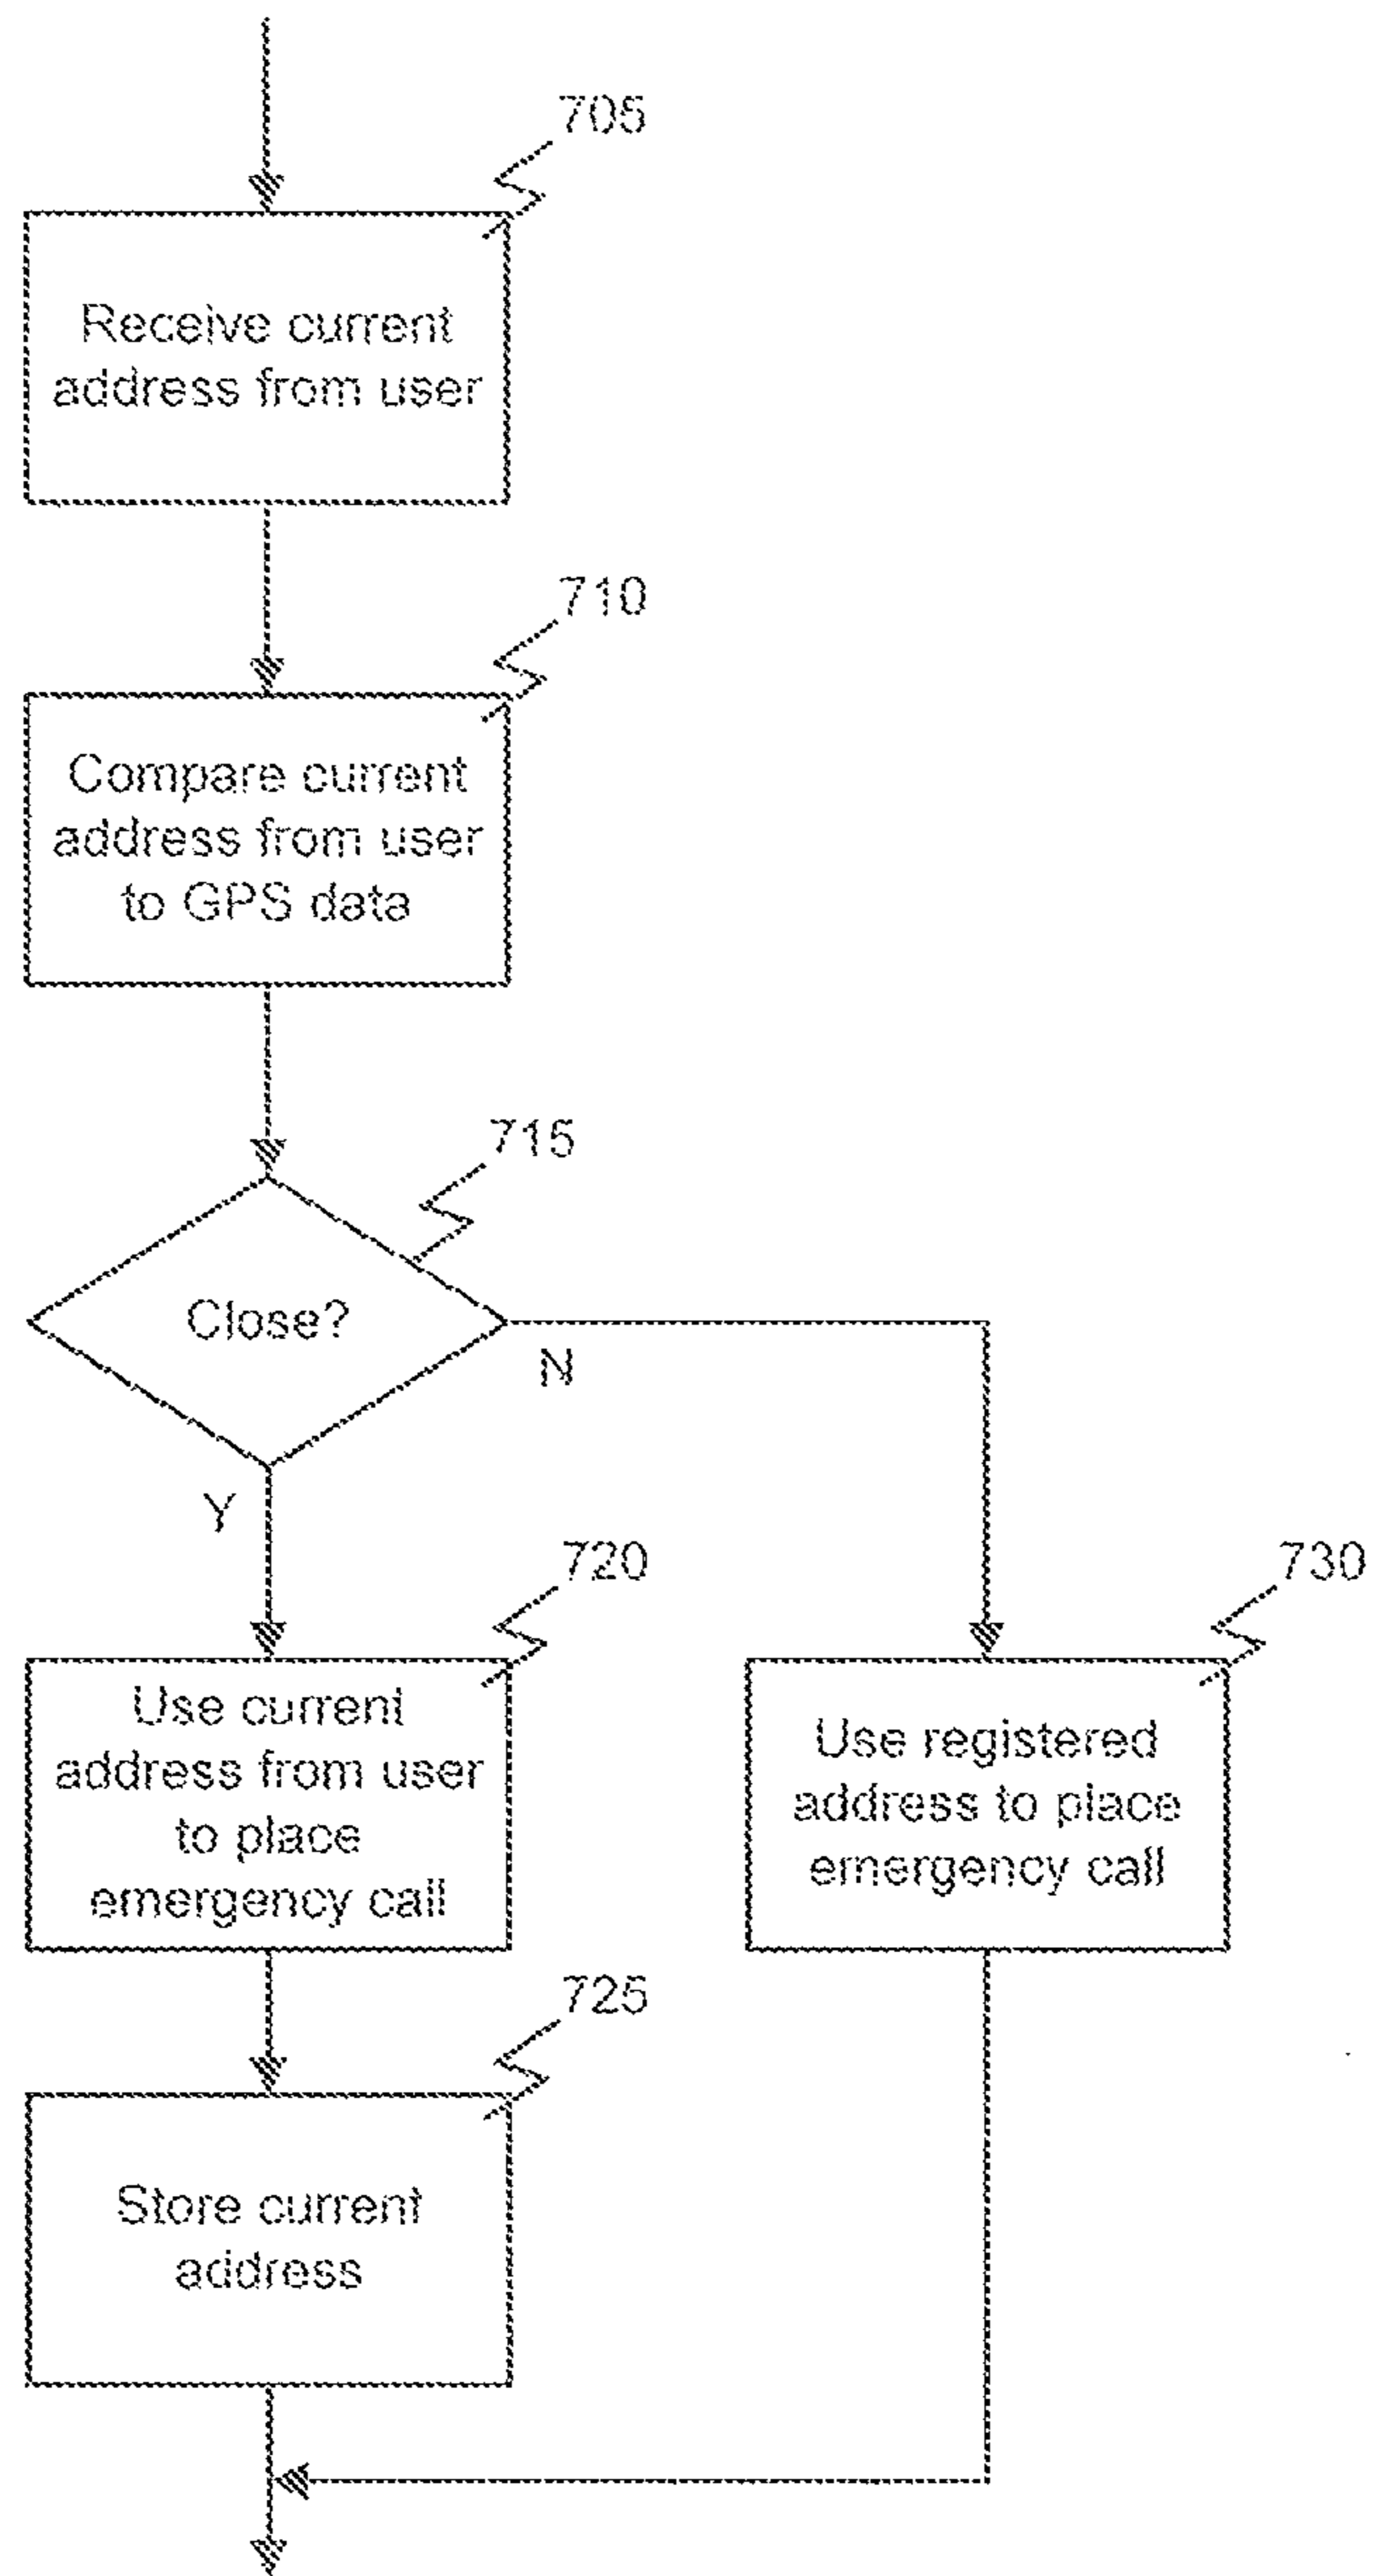 705
Receive current
address from user
710
Compare current
address from user
to GPS data
715
Close?
N
Y
720
Use current
address from user
to place
emergency call
730
Use registered
address to place
emergency call
725
Store current
address